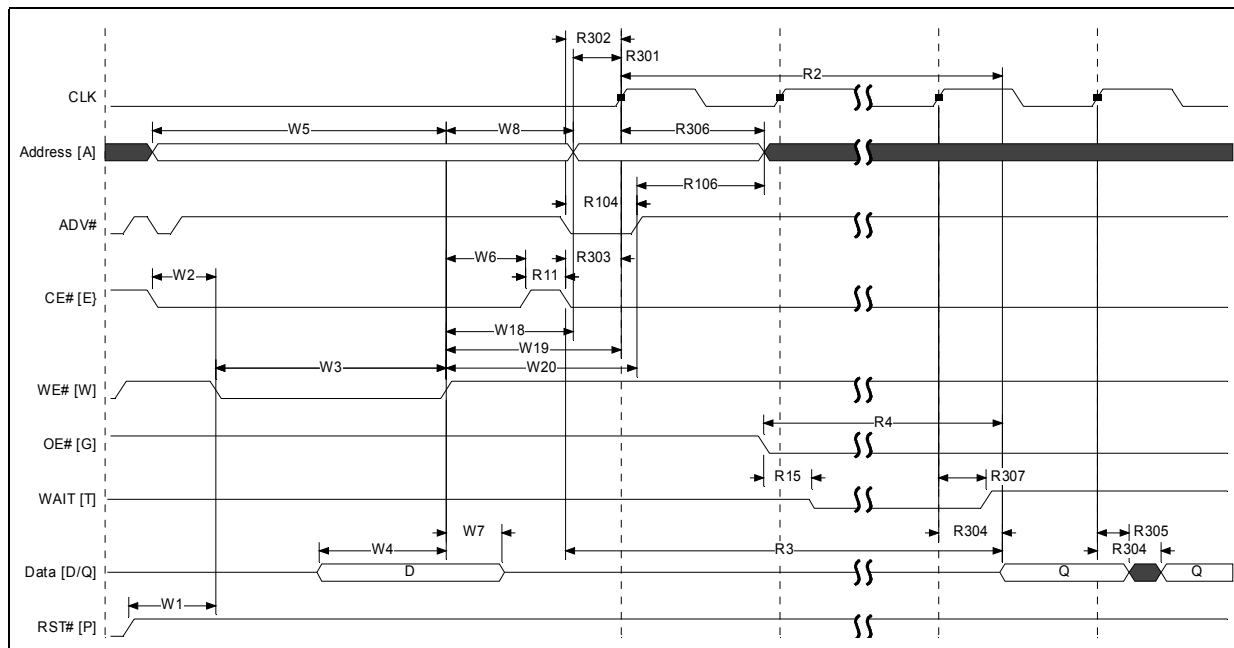 R302
R301
R2
CLK
W5
W8
R306
Address [A]
R106
R104
ADV#
W6
R303
W2
R11
CE# [E}
W18
W19
W3
W20
WE# [W]
R4
OE# [G]
R15
R307
WAIT [T]
W7
R304
R305
W4
R3
R304
Data [D/Q]
D
Q
Q
W1
RST# [P]